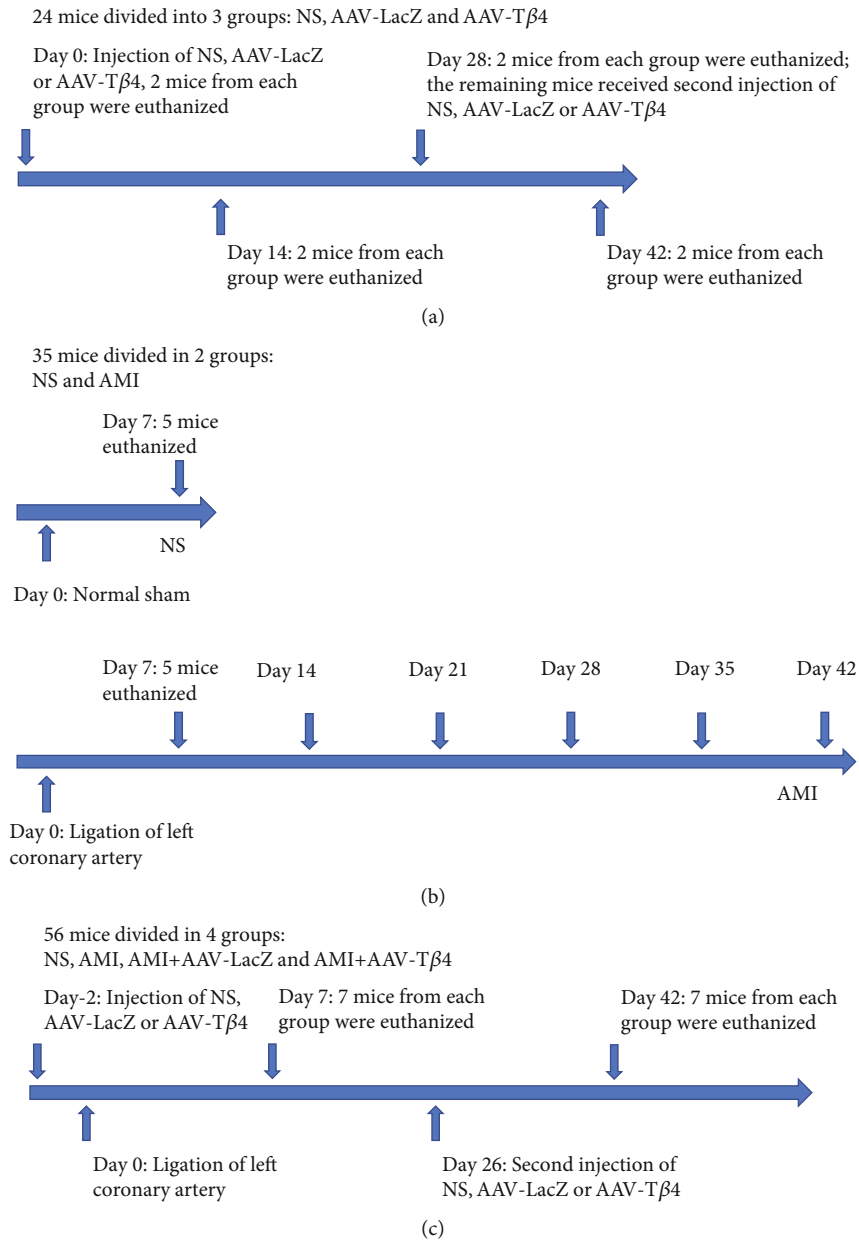 24 mice divided into 3 groups: NS, AAV-LacZ and AAV-Tβ4
Day 0: Injection of NS, AAV-LacZ
or AAV-Tβ4, 2 mice from each
group were euthanized
Day 28: 2 mice from each group were euthanized;
the remaining mice received second injection of
NS, AAV-LacZ or AAV-Tβ4
Day 14: 2 mice from each
group were euthanized
Day 42: 2 mice from each
group were euthanized
(a)
35 mice divided in 2 groups:
NS and AMI
Day 7: 5 mice
euthanized
NS
Day 0: Normal sham
Day 7: 5 mice
euthanized
Day 14
Day 21
Day 28
Day 35
Day 42
AMI
Day 0: Ligation of left
coronary artery
(b)
56 mice divided in 4 groups:
NS, AMI, AMI+AAV-LacZ and AMI+AAV-Tβ4
Day-2: Injection of NS,
AAV-LacZ or AAV-Tβ4
Day 7: 7 mice from each
group were euthanized
Day 42: 7 mice from each
group were euthanized
Day 0: Ligation of left
coronary artery
Day 26: Second injection of
NS, AAV-LacZ or AAV-Tβ4
(c)